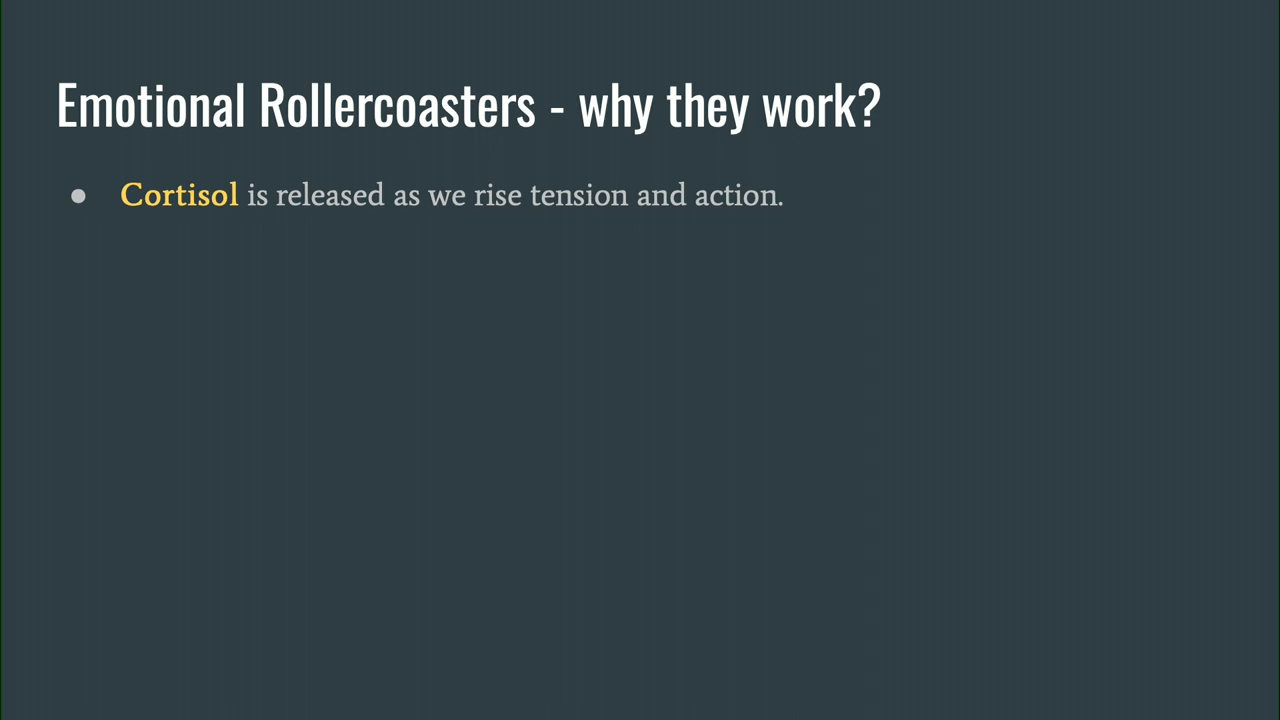 Emotional Rollercoasters - why they work?
● Cortisol is released as we rise tension and action.